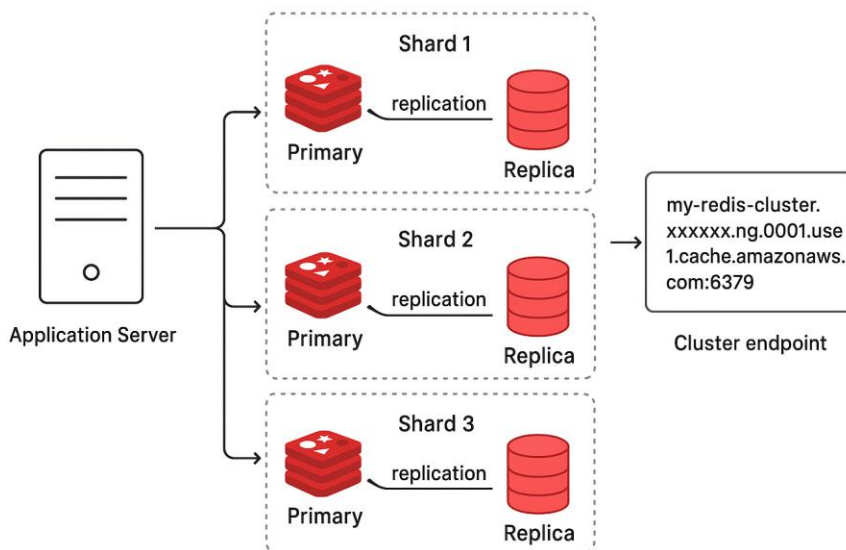 Shard 1
replication
Primary
Replica
Shard 2
replication
Primary
Replica
Shard 3
replication
Primary
Replica
Application Server
my-redis-cluster.
xxxxxx.ng.0001.use
1.cache.amazonaws.
com:6379
Cluster endpoint